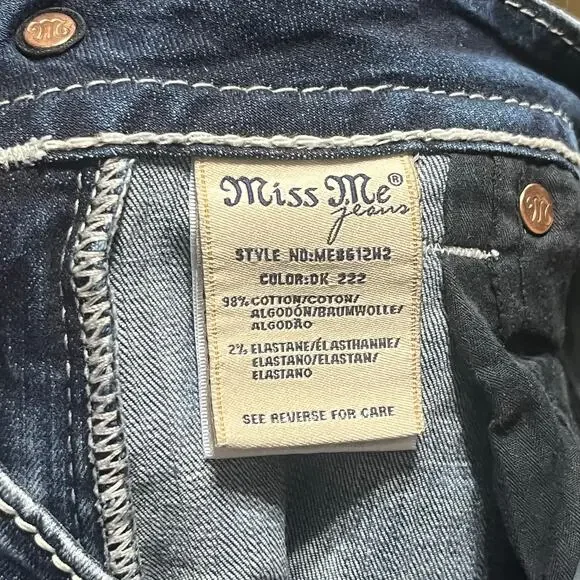 Miss Me®
jeans
STYLE NO:ME8612H2
COLOR:DK 222
98% COTTON/COTON/
ALGODÓN/BAUMWOLLE/
ALGODÃO
2% ELASTANE/ÉLASTHANNE/
ELASTANO/ELASTAN/
ELASTANO
SEE REVERSE FOR CARE
M
M